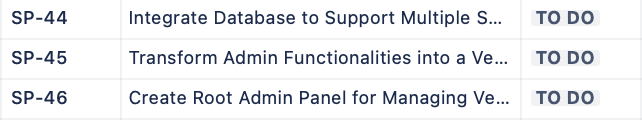 SP-44 Integrate Database to Support Multiple S... TO DO
SP-45 Transform Admin Functionalities into a Ve... TO DO
SP-46 Create Root Admin Panel for Managing Ve... TO DO